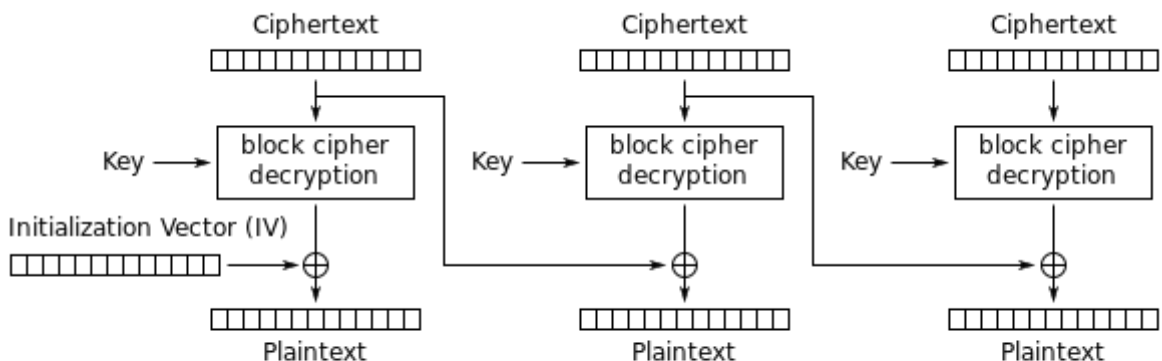 Ciphertext Ciphertext Ciphertext
Key block cipher decryption Key block cipher decryption Key block cipher decryption
Initialization Vector (IV)
Plaintext Plaintext Plaintext